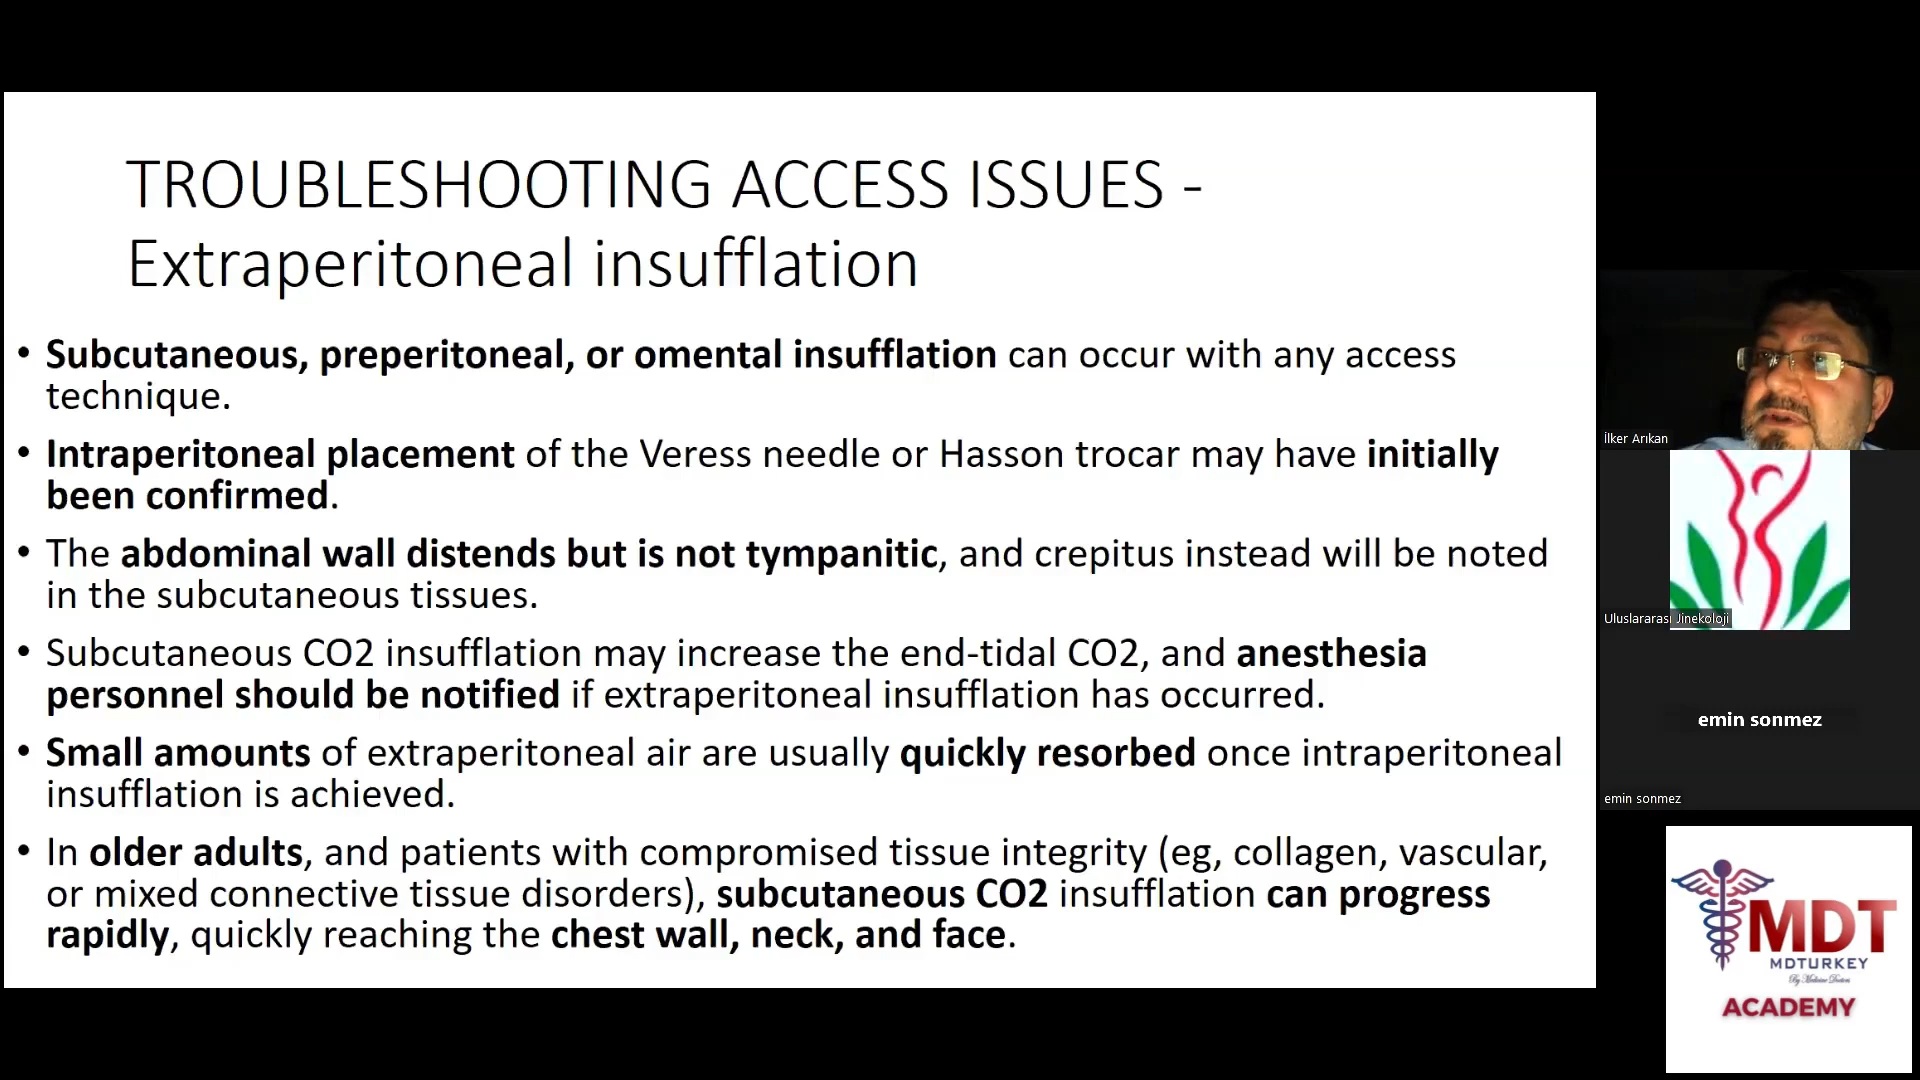 TROUBLESHOOTING ACCESS ISSUES -
Extraperitoneal insufflation
• Subcutaneous, preperitoneal, or omental insufflation can occur with any access
technique.
• Intraperitoneal placement of the Veress needle or Hasson trocar may have initially
been confirmed.
• The abdominal wall distends but is not tympanitic, and crepitus instead will be noted
in the subcutaneous tissues.
• Subcutaneous CO2 insufflation may increase the end-tidal CO2, and anesthesia
personnel should be notified if extraperitoneal insufflation has occurred.
• Small amounts of extraperitoneal air are usually quickly resorbed once intraperitoneal
insufflation is achieved.
• In older adults, and patients with compromised tissue integrity (eg, collagen, vascular,
or mixed connective tissue disorders), subcutaneous CO2 insufflation can progress
rapidly, quickly reaching the chest wall, neck, and face.
İlker Arıkan
Uluslararası Jinekoloji
emin sonmez
emin sonmez
MDT
MDTURKEY
By Medicine Doctors
ACADEMY